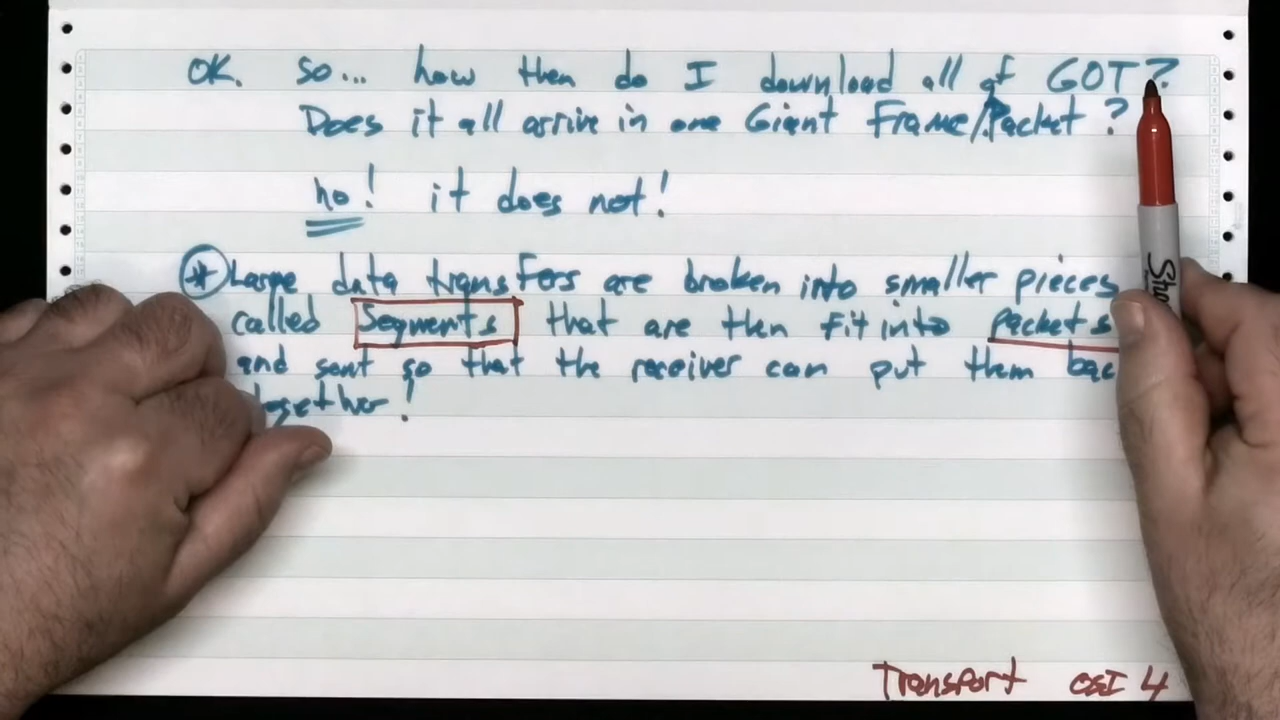 OK. So... how then do I download all of GOT?
Does it all arrive in one Giant Frame/Packet?
no! it does not!
* Large data transfers are broken into smaller pieces
called Segments that are then fit into packets
and sent so that the receiver can put them bac
together!
Sha
Transport OSI 4